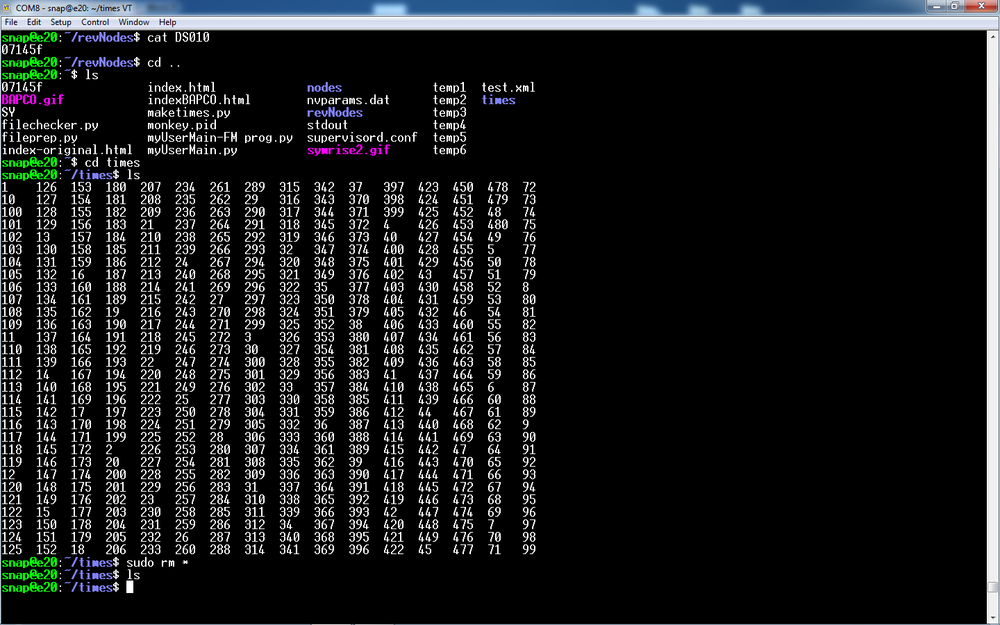 COM8 - snap@e20: ~/times VT
File Edit Setup Control Window Help
snap@e20:~/revNodes$ cat DS010
07145f
snap@e20:~/revNodes$ cd ..
snap@e20:~$ ls
07145f index.html nodes temp1 test.xml
BAPCO.gif indexBAPCO.html nvparams.dat temp2 times
SY maketimes.py revNodes temp3
filechecker.py monkey.pid stdout temp4
fileprep.py myUserMain-FM prog.py supervisord.conf temp5
index-original.html myUserMain.py symrise2.gif temp6
snap@e20:~$ cd times
snap@e20:~/times$ ls
1 126 153 180 207 234 261 289 315 342 37 397 423 450 478 72
10 127 154 181 208 235 262 29 316 343 370 398 424 451 479 73
100 128 155 182 209 236 263 290 317 344 371 399 425 452 48 74
101 129 156 183 21 237 264 291 318 345 372 4 426 453 480 75
102 13 157 184 210 238 265 292 319 346 373 40 427 454 49 76
103 130 158 185 211 239 266 293 32 347 374 400 428 455 5 77
104 131 159 186 212 24 267 294 320 348 375 401 429 456 50 78
105 132 16 187 213 240 268 295 321 349 376 402 43 457 51 79
106 133 160 188 214 241 269 296 322 35 377 403 430 458 52 8
107 134 161 189 215 242 27 297 323 350 378 404 431 459 53 80
108 135 162 19 216 243 270 298 324 351 379 405 432 46 54 81
109 136 163 190 217 244 271 299 325 352 38 406 433 460 55 82
11 137 164 191 218 245 272 3 326 353 380 407 434 461 56 83
110 138 165 192 219 246 273 30 327 354 381 408 435 462 57 84
111 139 166 193 22 247 274 300 328 355 382 409 436 463 58 85
112 14 167 194 220 248 275 301 329 356 383 41 437 464 59 86
113 140 168 195 221 249 276 302 33 357 384 410 438 465 6 87
114 141 169 196 222 25 277 303 330 358 385 411 439 466 60 88
115 142 17 197 223 250 278 304 331 359 386 412 44 467 61 89
116 143 170 198 224 251 279 305 332 36 387 413 440 468 62 9
117 144 171 199 225 252 28 306 333 360 388 414 441 469 63 90
118 145 172 2 226 253 280 307 334 361 389 415 442 47 64 91
119 146 173 20 227 254 281 308 335 362 39 416 443 470 65 92
12 147 174 200 228 255 282 309 336 363 390 417 444 471 66 93
120 148 175 201 229 256 283 31 337 364 391 418 445 472 67 94
121 149 176 202 23 257 284 310 338 365 392 419 446 473 68 95
122 15 177 203 230 258 285 311 339 366 393 42 447 474 69 96
123 150 178 204 231 259 286 312 34 367 394 420 448 475 7 97
124 151 179 205 232 26 287 313 340 368 395 421 449 476 70 98
125 152 18 206 233 260 288 314 341 369 396 422 45 477 71 99
snap@e20:~/times$ sudo rm *
snap@e20:~/times$ ls
snap@e20:~/times$